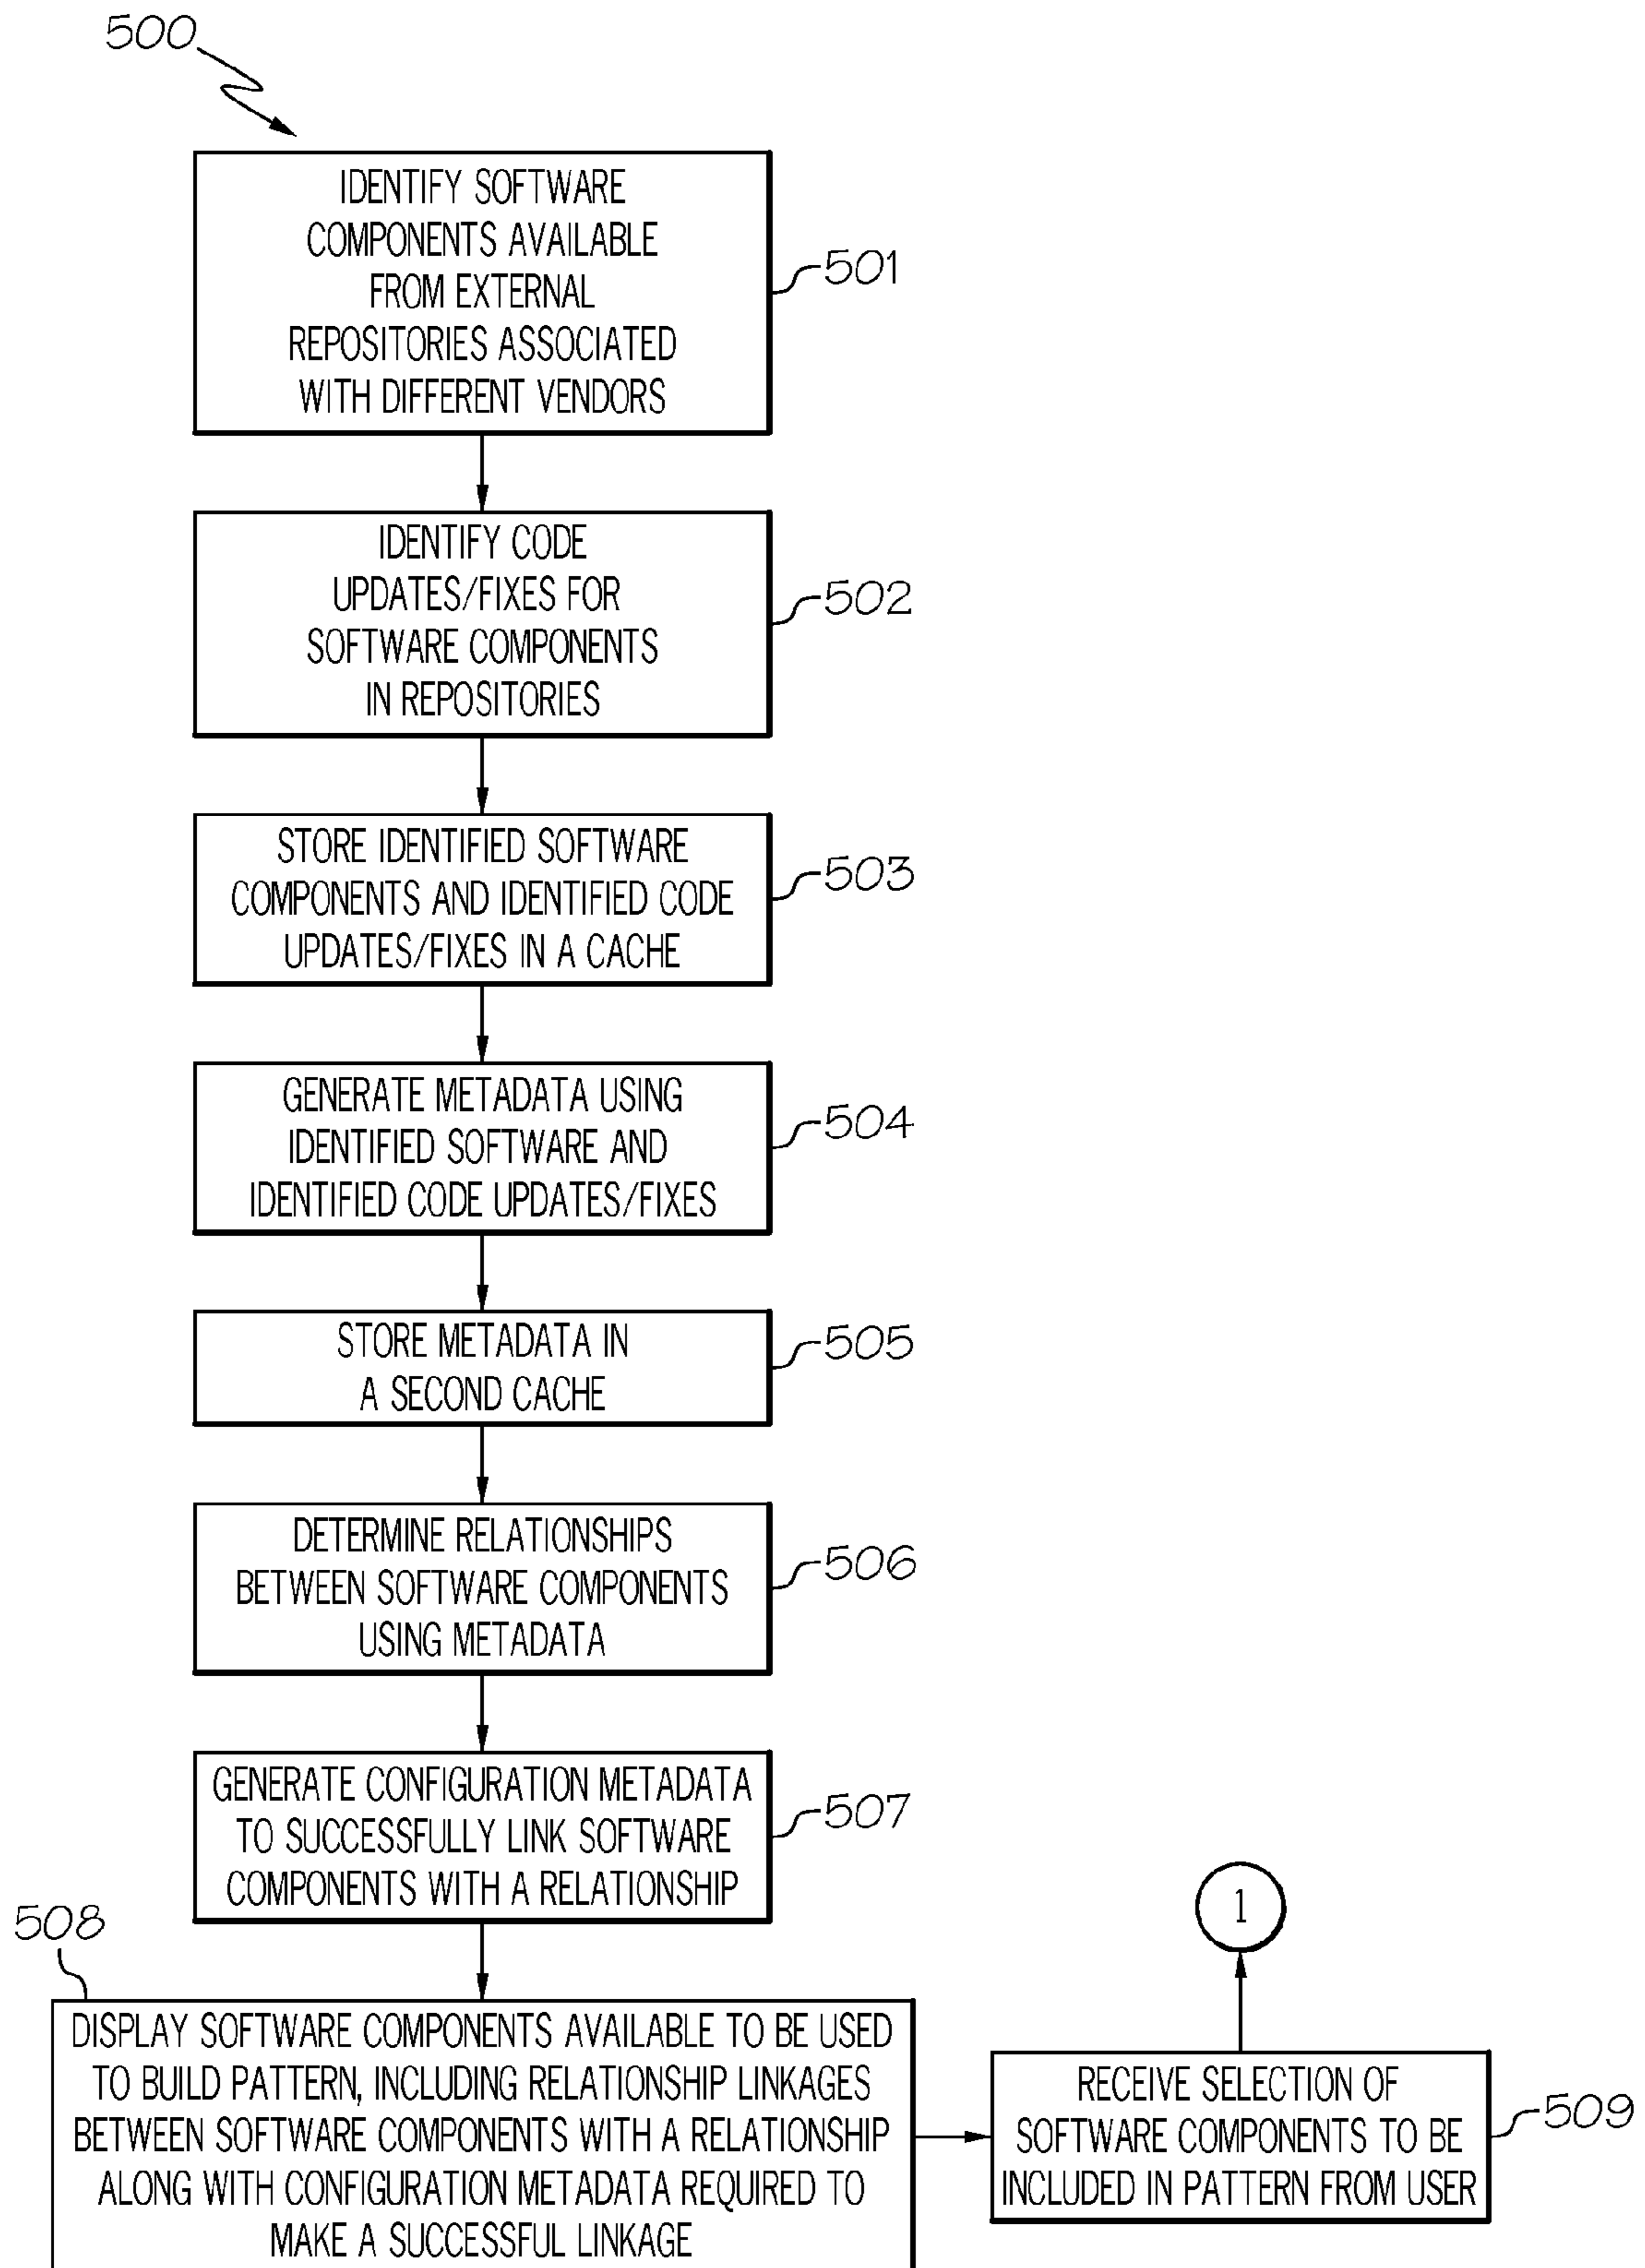 500
IDENTIFY SOFTWARE
COMPONENTS AVAILABLE
FROM EXTERNAL
REPOSITORIES ASSOCIATED
WITH DIFFERENT VENDORS
501
IDENTIFY CODE
UPDATES/FIXES FOR
SOFTWARE COMPONENTS
IN REPOSITORIES
502
STORE IDENTIFIED SOFTWARE
COMPONENTS AND IDENTIFIED CODE
UPDATES/FIXES IN A CACHE
503
GENERATE METADATA USING
IDENTIFIED SOFTWARE AND
IDENTIFIED CODE UPDATES/FIXES
504
STORE METADATA IN
A SECOND CACHE
505
DETERMINE RELATIONSHIPS
BETWEEN SOFTWARE COMPONENTS
USING METADATA
506
GENERATE CONFIGURATION METADATA
TO SUCCESSFULLY LINK SOFTWARE
COMPONENTS WITH A RELATIONSHIP
507
508
DISPLAY SOFTWARE COMPONENTS AVAILABLE TO BE USED
TO BUILD PATTERN, INCLUDING RELATIONSHIP LINKAGES
BETWEEN SOFTWARE COMPONENTS WITH A RELATIONSHIP
ALONG WITH CONFIGURATION METADATA REQUIRED TO
MAKE A SUCCESSFUL LINKAGE
1
RECEIVE SELECTION OF
SOFTWARE COMPONENTS TO BE
INCLUDED IN PATTERN FROM USER
509